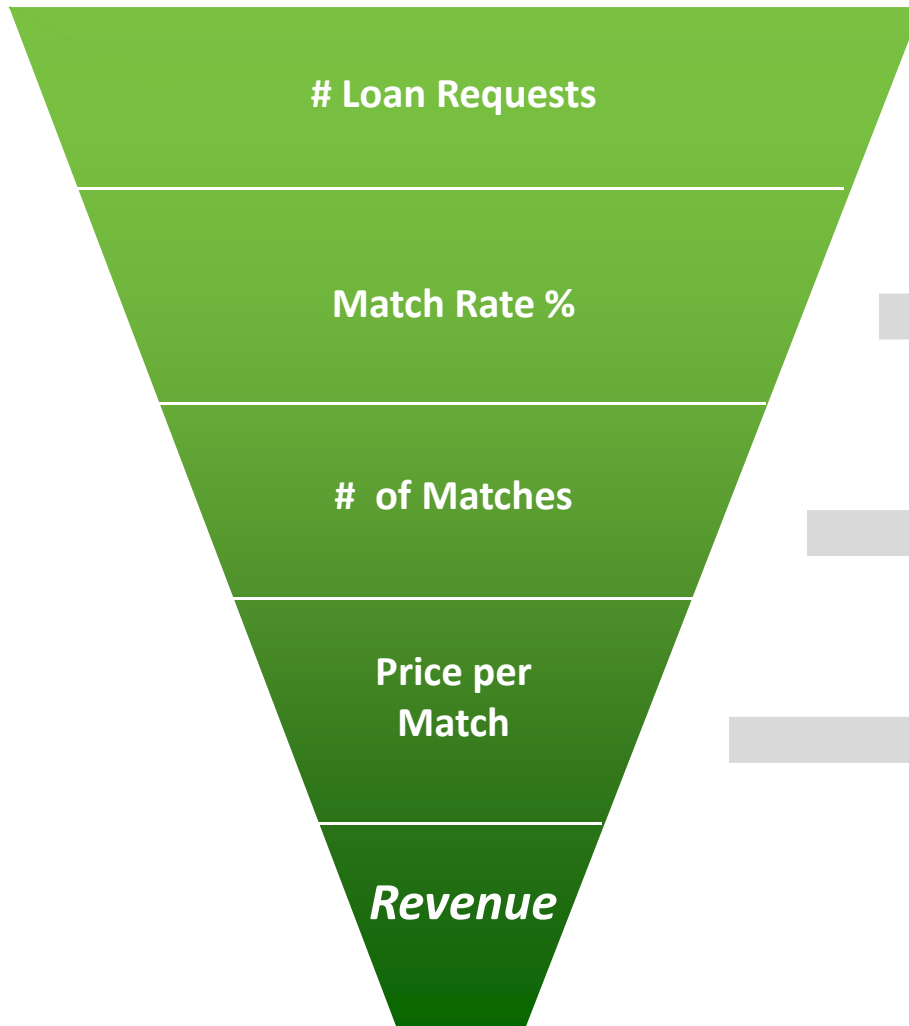 # Loan Requests
Match Rate %
#  of Matches
Price per
Match
Revenue